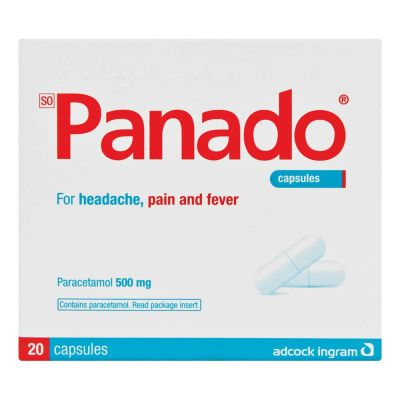 S0
Panado®
capsules
For headache, pain and fever
Paracetamol 500 mg
Contains paracetamol. Read package insert
20 capsules
adcock ingram